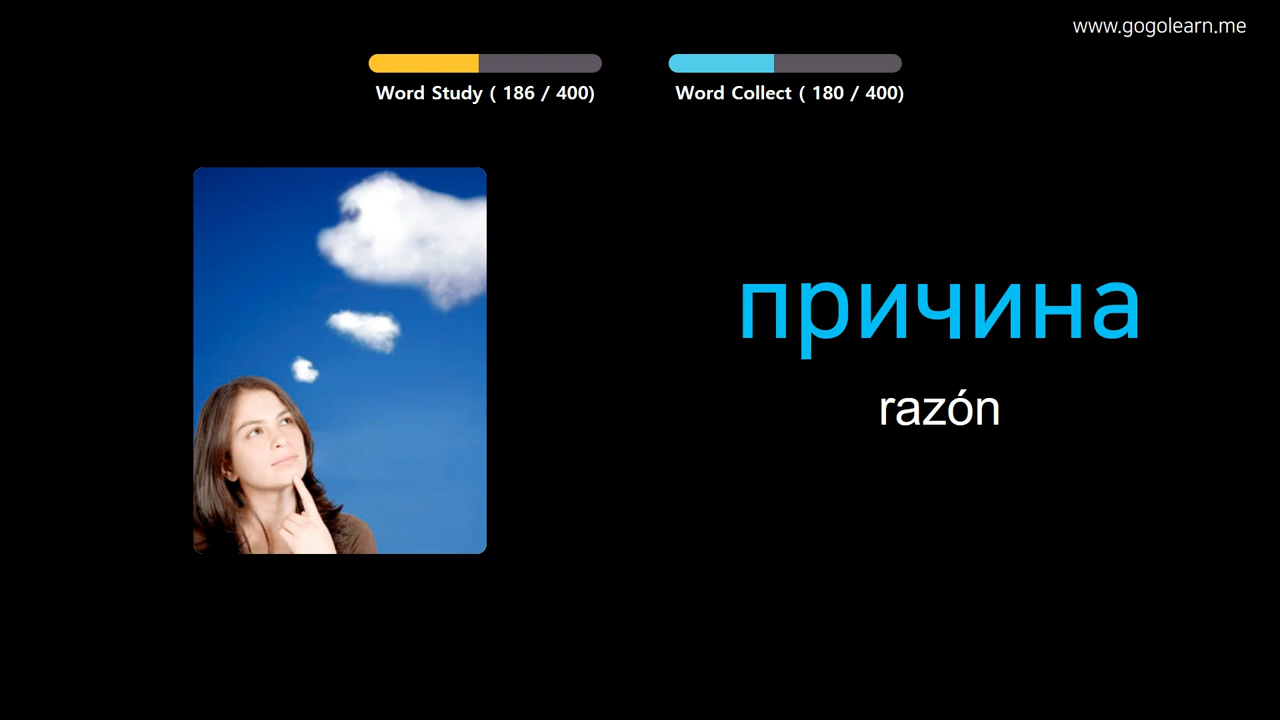 www.gogolearn.me
Word Study ( 186 / 400)
Word Collect ( 180 / 400)
причина
razón